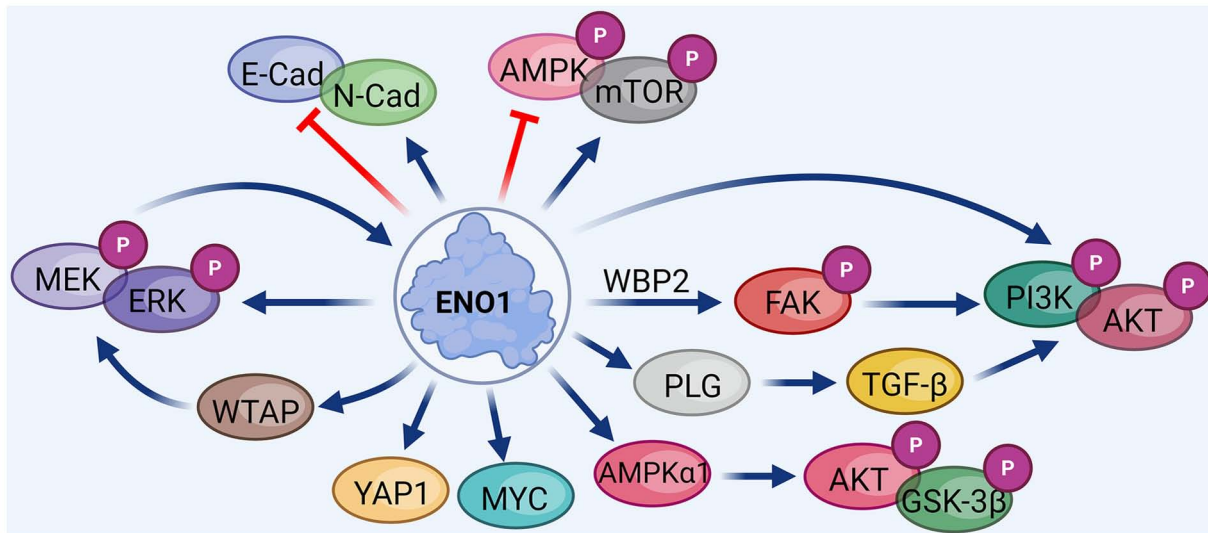 E-Cad
N-Cad
AMPK
P
mTOR
P
MEK
P
ERK
P
ENO1
WBP2
FAK
P
PI3K
P
AKT
P
WTAP
PLG
TGF-β
YAP1
MYC
AMPKα1
AKT
P
GSK-3β
P